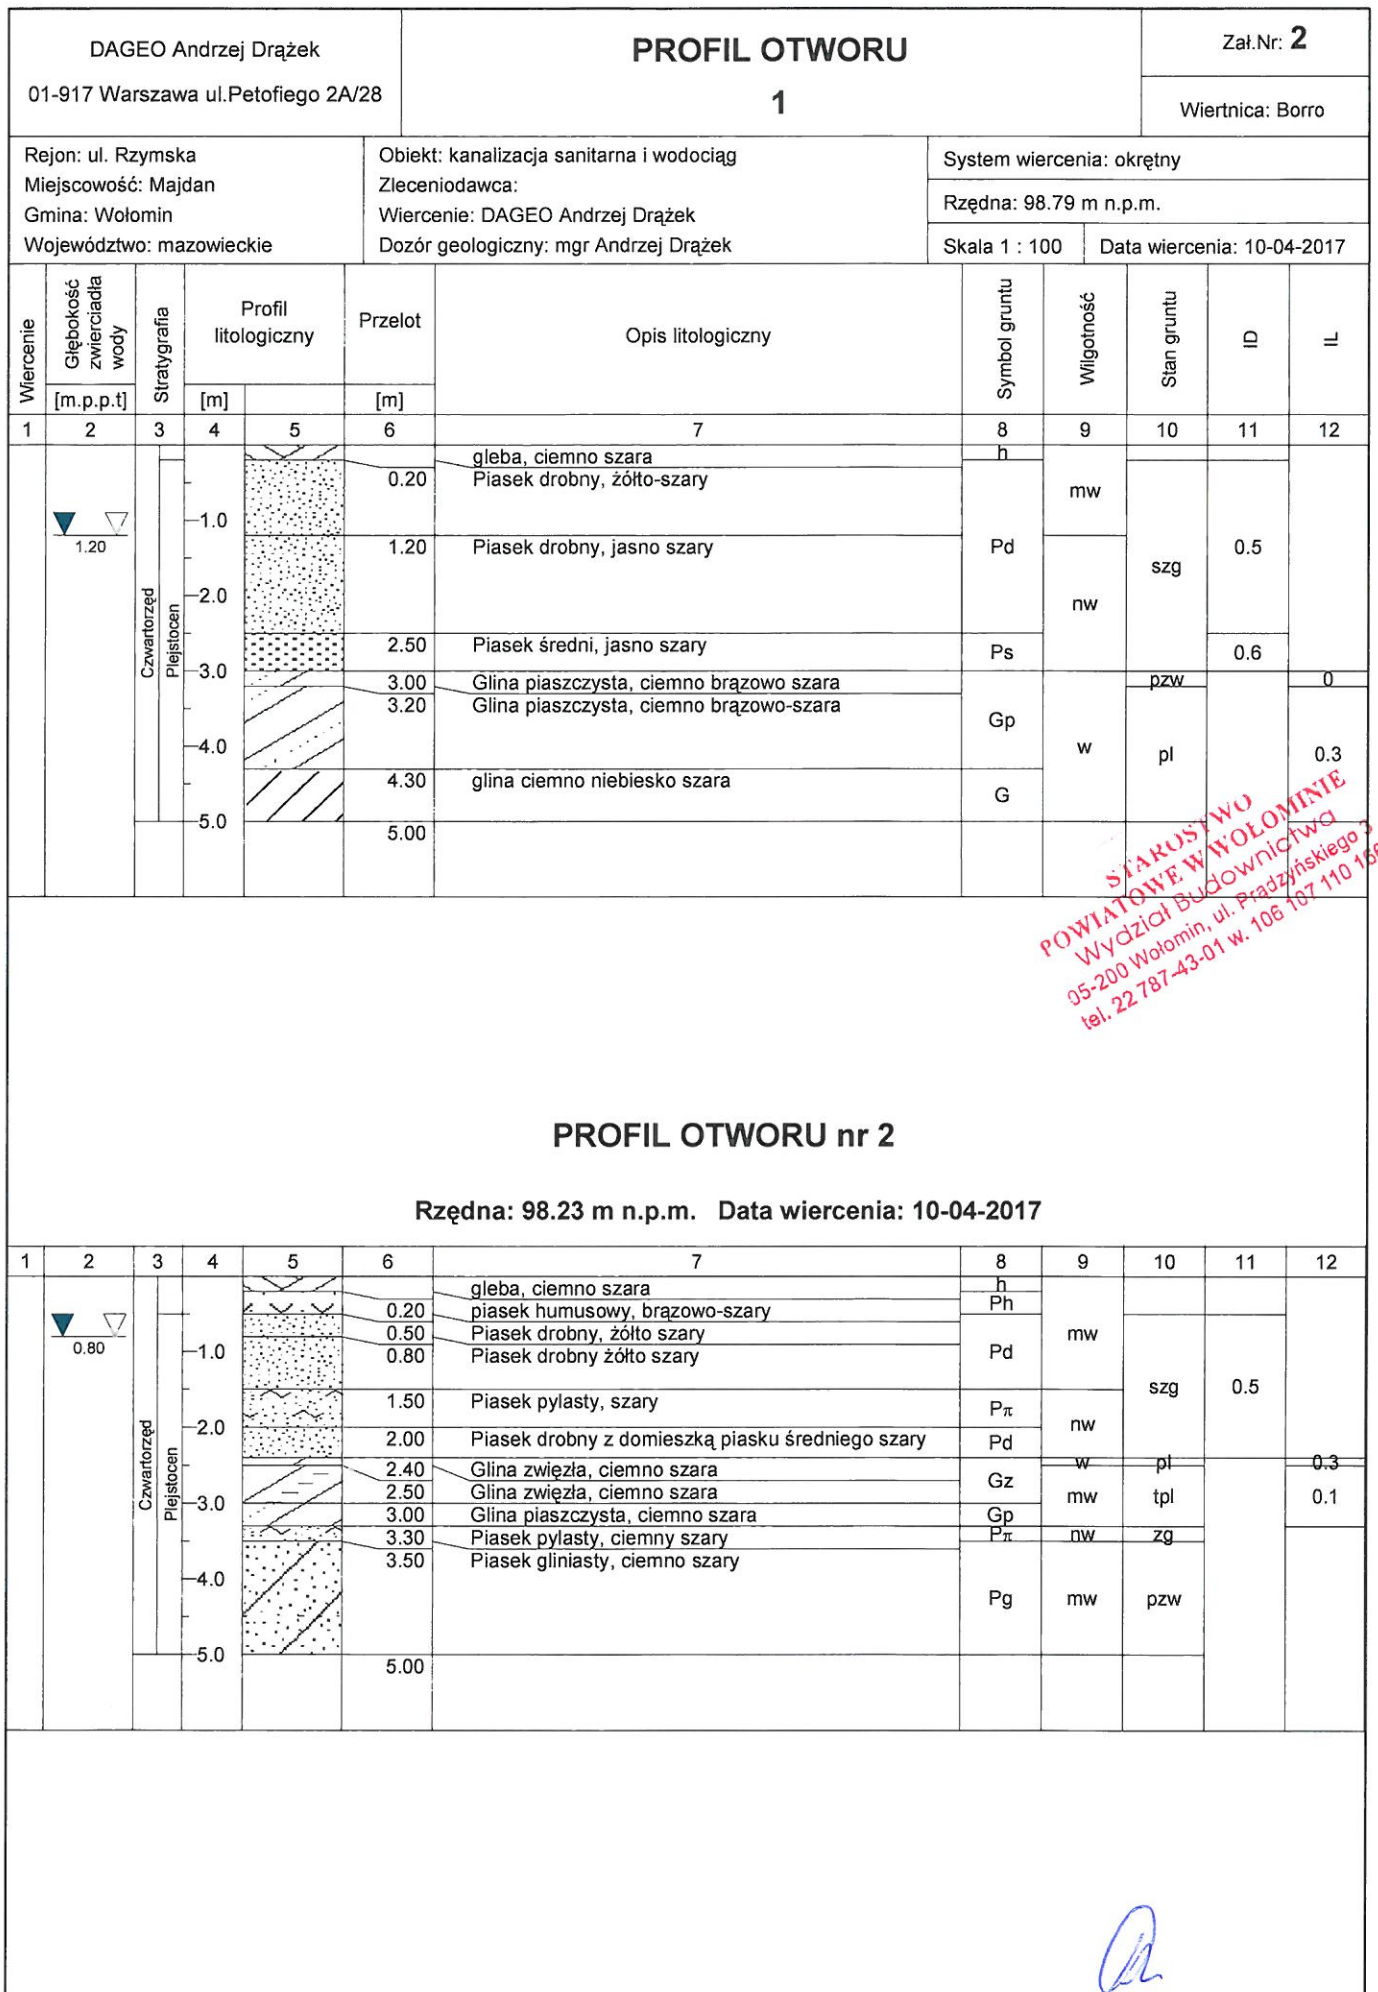 DAGEO Andrzej Drążek
01-917 Warszawa ul.Petofiego 2A/28
PROFIL OTWORU
1
Zał.Nr: 2
Wiertnica: Borro
Rejon: ul. Rzymska
Miejscowość: Majdan
Gmina: Wołomin
Województwo: mazowieckie
Obiekt: kanalizacja sanitarna i wodociąg
Zleceniodawca:
Wiercenie: DAGEO Andrzej Drążek
Dozór geologiczny: mgr Andrzej Drążek
System wiercenia: okrętny
Rzędna: 98.79 m n.p.m.
Skala 1 : 100 Data wiercenia: 10-04-2017
Wiercenie
Głębokość zwierciadła wody
[m.p.p.t]
Stratygrafia
Profil litologiczny
[m]
Przelot
[m]
Opis litologiczny
Symbol gruntu
Wilgotność
Stan gruntu
ID
IL
1 2 3 4 5 6 7 8 9 10 11 12
gleba, ciemno szara h
0.20 Piasek drobny, żółto-szary mw
1.0
1.20
1.20 Piasek drobny, jasno szary Pd 0.5
szg
2.0 nw
Czwartorzęd
Plejstocen
2.50 Piasek średni, jasno szary Ps 0.6
3.0
3.00 Glina piaszczysta, ciemno brązowo szara pzw 0
3.20 Glina piaszczysta, ciemno brązowo-szara
Gp
4.0 w pl 0.3
4.30 glina ciemno niebiesko szara
G
5.0
5.00
STAROSTWO
POWIATOWE W WOŁOMINIE
Wydział Budownictwa
05-200 Wołomin, ul. Prądzyńskiego 3
tel. 22 787-43-01 w. 106 107 110 166
PROFIL OTWORU nr 2
Rzędna: 98.23 m n.p.m. Data wiercenia: 10-04-2017
1 2 3 4 5 6 7 8 9 10 11 12
gleba, ciemno szara h
0.20 piasek humusowy, brązowo-szary Ph
0.50 Piasek drobny, żółto szary mw
0.80
1.0 0.80 Piasek drobny żółto szary Pd
szg 0.5
1.50 Piasek pylasty, szary Pπ
2.0 nw
2.00 Piasek drobny z domieszką piasku średniego szary Pd
Czwartorzęd
Plejstocen
2.40 Glina zwięzła, ciemno szara w pl 0.3
2.50 Glina zwięzła, ciemno szara Gz mw tpl 0.1
3.0
3.00 Glina piaszczysta, ciemno szara Gp
3.30 Piasek pylasty, ciemny szary Pπ nw zg
3.50 Piasek gliniasty, ciemno szary
4.0
Pg mw pzw
5.0
5.00